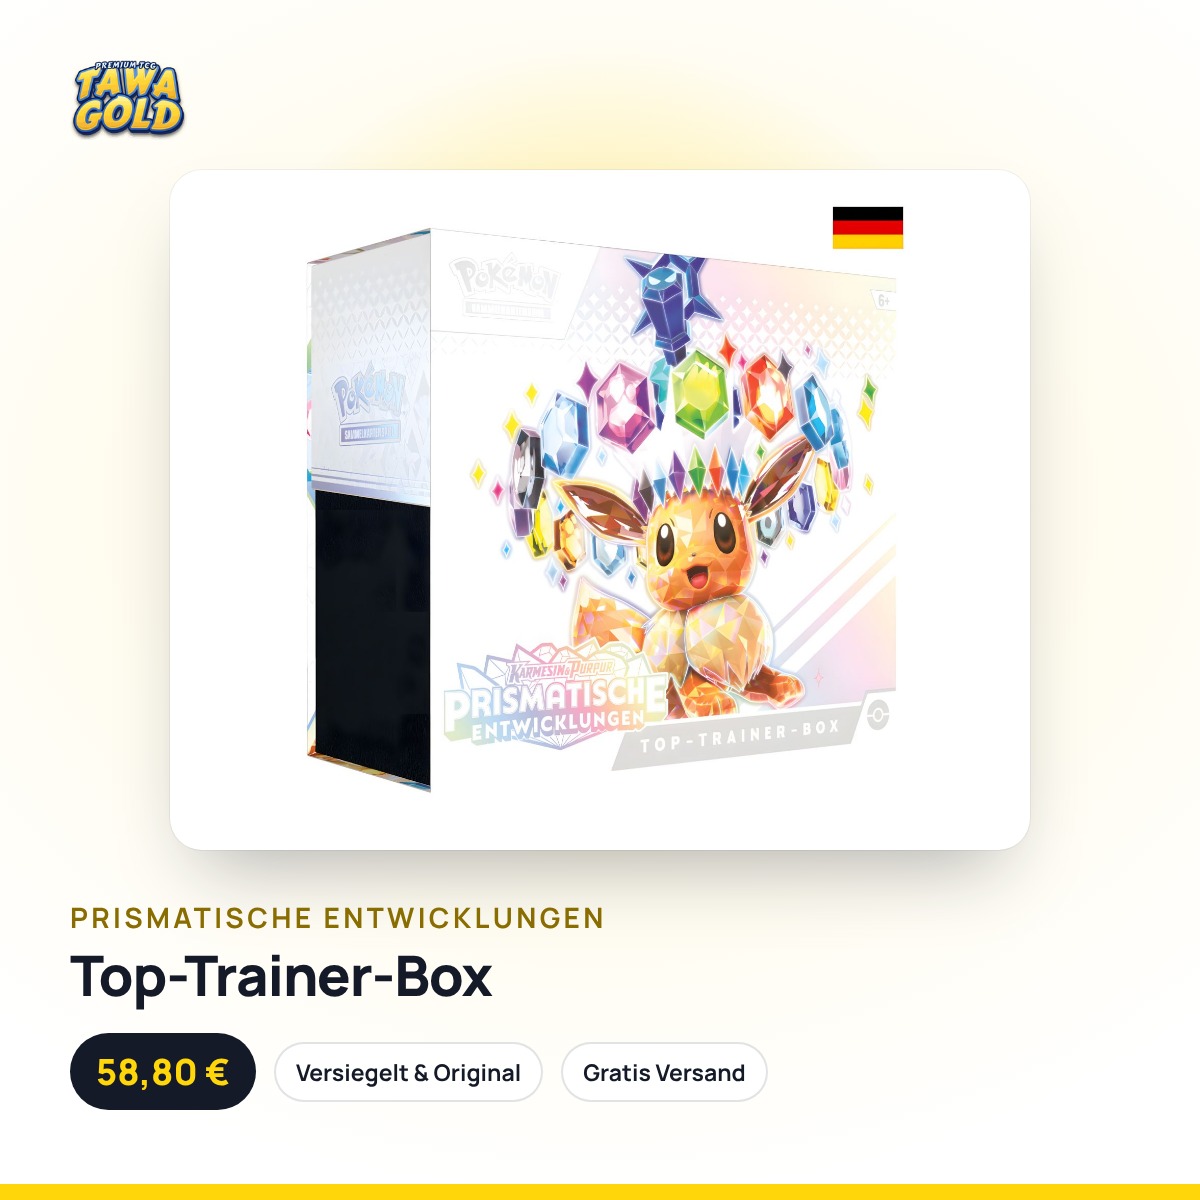 PREMIUM TCG
TAWA
GOLD
Pokémon
6+
Pokémon
SAMMELKARTENSPIEL
KARMESIN & PURPUR
PRISMATISCHE
ENTWICKLUNGEN
TOP-TRAINER-BOX
PRISMATISCHE ENTWICKLUNGEN
Top-Trainer-Box
58,80 €
Versiegelt & Original
Gratis Versand